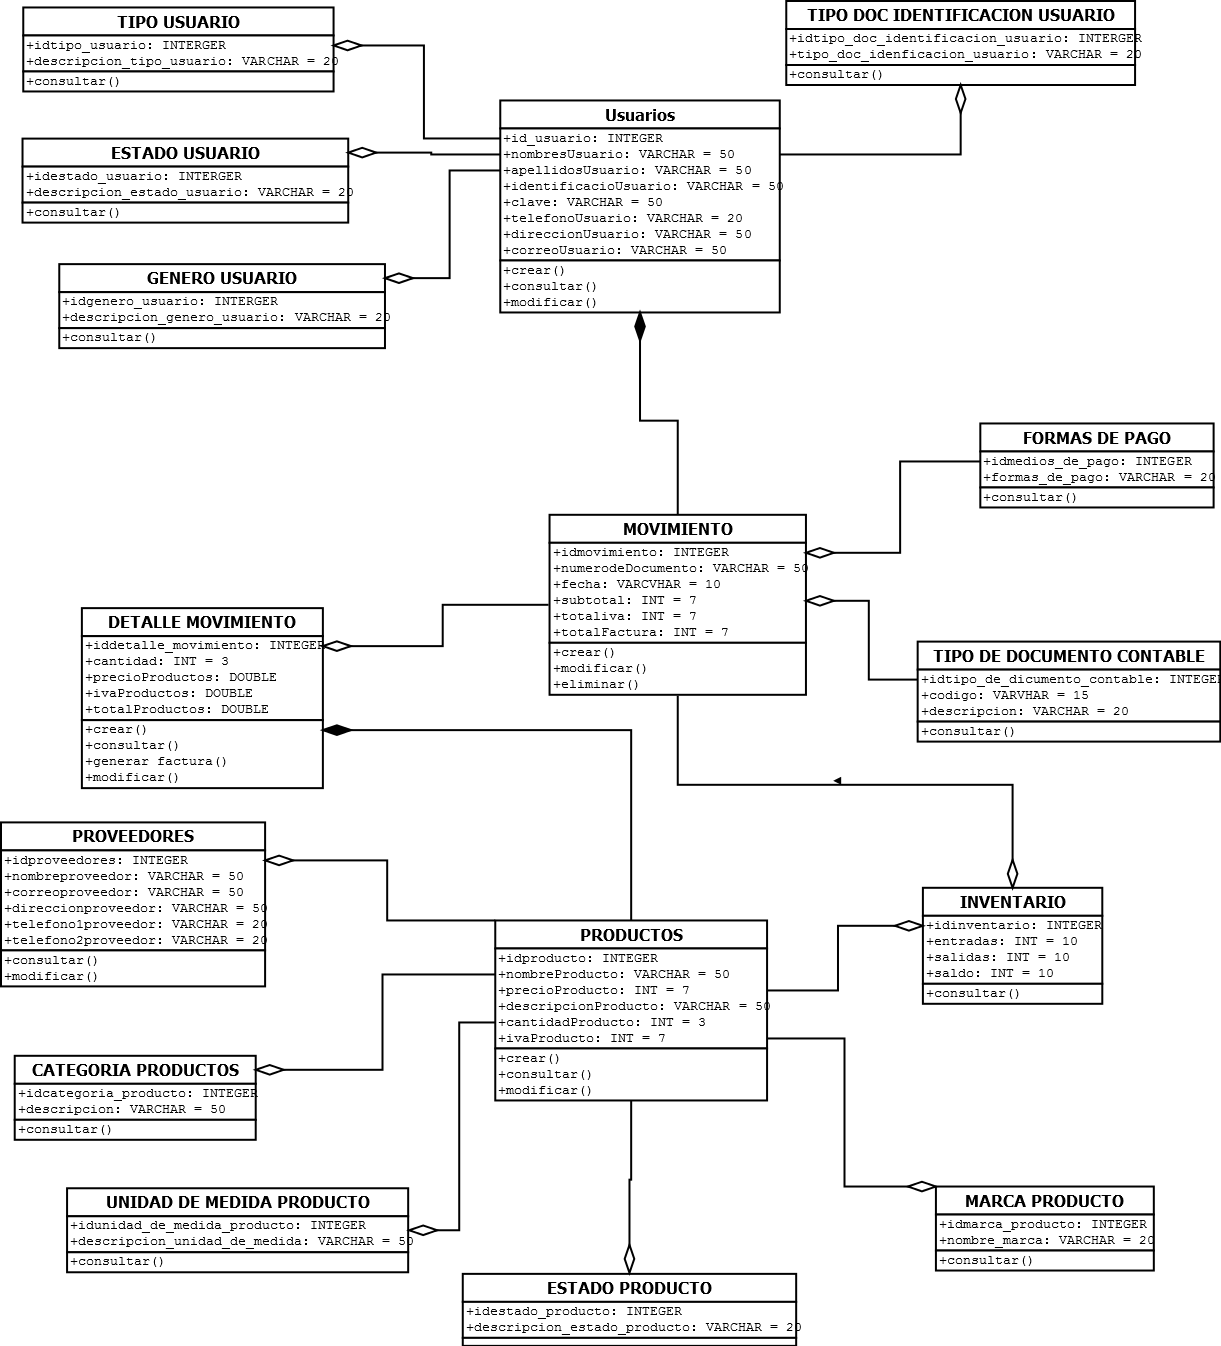 TIPO USUARIO
+idtipo_usuario: INTERGER
+descripcion_tipo_usuario: VARCHAR = 20
+consultar()
TIPO DOC IDENTIFICACION USUARIO
+idtipo_doc_identificacion_usuario: INTERGER
+tipo_doc_idenficacion_usuario: VARCHAR = 20
+consultar()
Usuarios
+id_usuario: INTEGER
+nombresUsuario: VARCHAR = 50
+apellidosUsuario: VARCHAR = 50
+identificacioUsuario: VARCHAR = 50
+clave: VARCHAR = 50
+telefonoUsuario: VARCHAR = 20
+direccionUsuario: VARCHAR = 50
+correoUsuario: VARCHAR = 50
+crear()
+consultar()
+modificar()
ESTADO USUARIO
+idestado_usuario: INTERGER
+descripcion_estado_usuario: VARCHAR = 20
+consultar()
GENERO USUARIO
+idgenero_usuario: INTERGER
+descripcion_genero_usuario: VARCHAR = 20
+consultar()
FORMAS DE PAGO
+idmedios_de_pago: INTEGER
+formas_de_pago: VARCHAR = 20
+consultar()
MOVIMIENTO
+idmovimiento: INTEGER
+numerodeDocumento: VARCHAR = 50
+fecha: VARCVHAR = 10
+subtotal: INT = 7
+totaliva: INT = 7
+totalFactura: INT = 7
+crear()
+modificar()
+eliminar()
DETALLE MOVIMIENTO
+iddetalle_movimiento: INTEGER
+cantidad: INT = 3
+precioProductos: DOUBLE
+ivaProductos: DOUBLE
+totalProductos: DOUBLE
+crear()
+consultar()
+generar factura()
+modificar()
TIPO DE DOCUMENTO CONTABLE
+idtipo_de_dicumento_contable: INTEGE
+codigo: VARVHAR = 15
+descripcion: VARCHAR = 20
+consultar()
PROVEEDORES
+idproveedores: INTEGER
+nombreproveedor: VARCHAR = 50
+correoproveedor: VARCHAR = 50
+direccionproveedor: VARCHAR = 50
+telefono1proveedor: VARCHAR = 20
+telefono2proveedor: VARCHAR = 20
+consultar()
+modificar()
INVENTARIO
+idinventario: INTEGER
+entradas: INT = 10
+salidas: INT = 10
+saldo: INT = 10
+consultar()
PRODUCTOS
+idproducto: INTEGER
+nombreProducto: VARCHAR = 50
+precioProducto: INT = 7
+descripcionProducto: VARCHAR = 50
+cantidadProducto: INT = 3
+ivaProducto: INT = 7
+crear()
+consultar()
+modificar()
CATEGORIA PRODUCTOS
+idcategoria_producto: INTEGER
+descripcion: VARCHAR = 50
+consultar()
UNIDAD DE MEDIDA PRODUCTO
+idunidad_de_medida_producto: INTEGER
+descripcion_unidad_de_medida: VARCHAR = 50
+consultar()
MARCA PRODUCTO
+idmarca_producto: INTEGER
+nombre_marca: VARCHAR = 20
+consultar()
ESTADO PRODUCTO
+idestado_producto: INTEGER
+descripcion_estado_producto: VARCHAR = 20